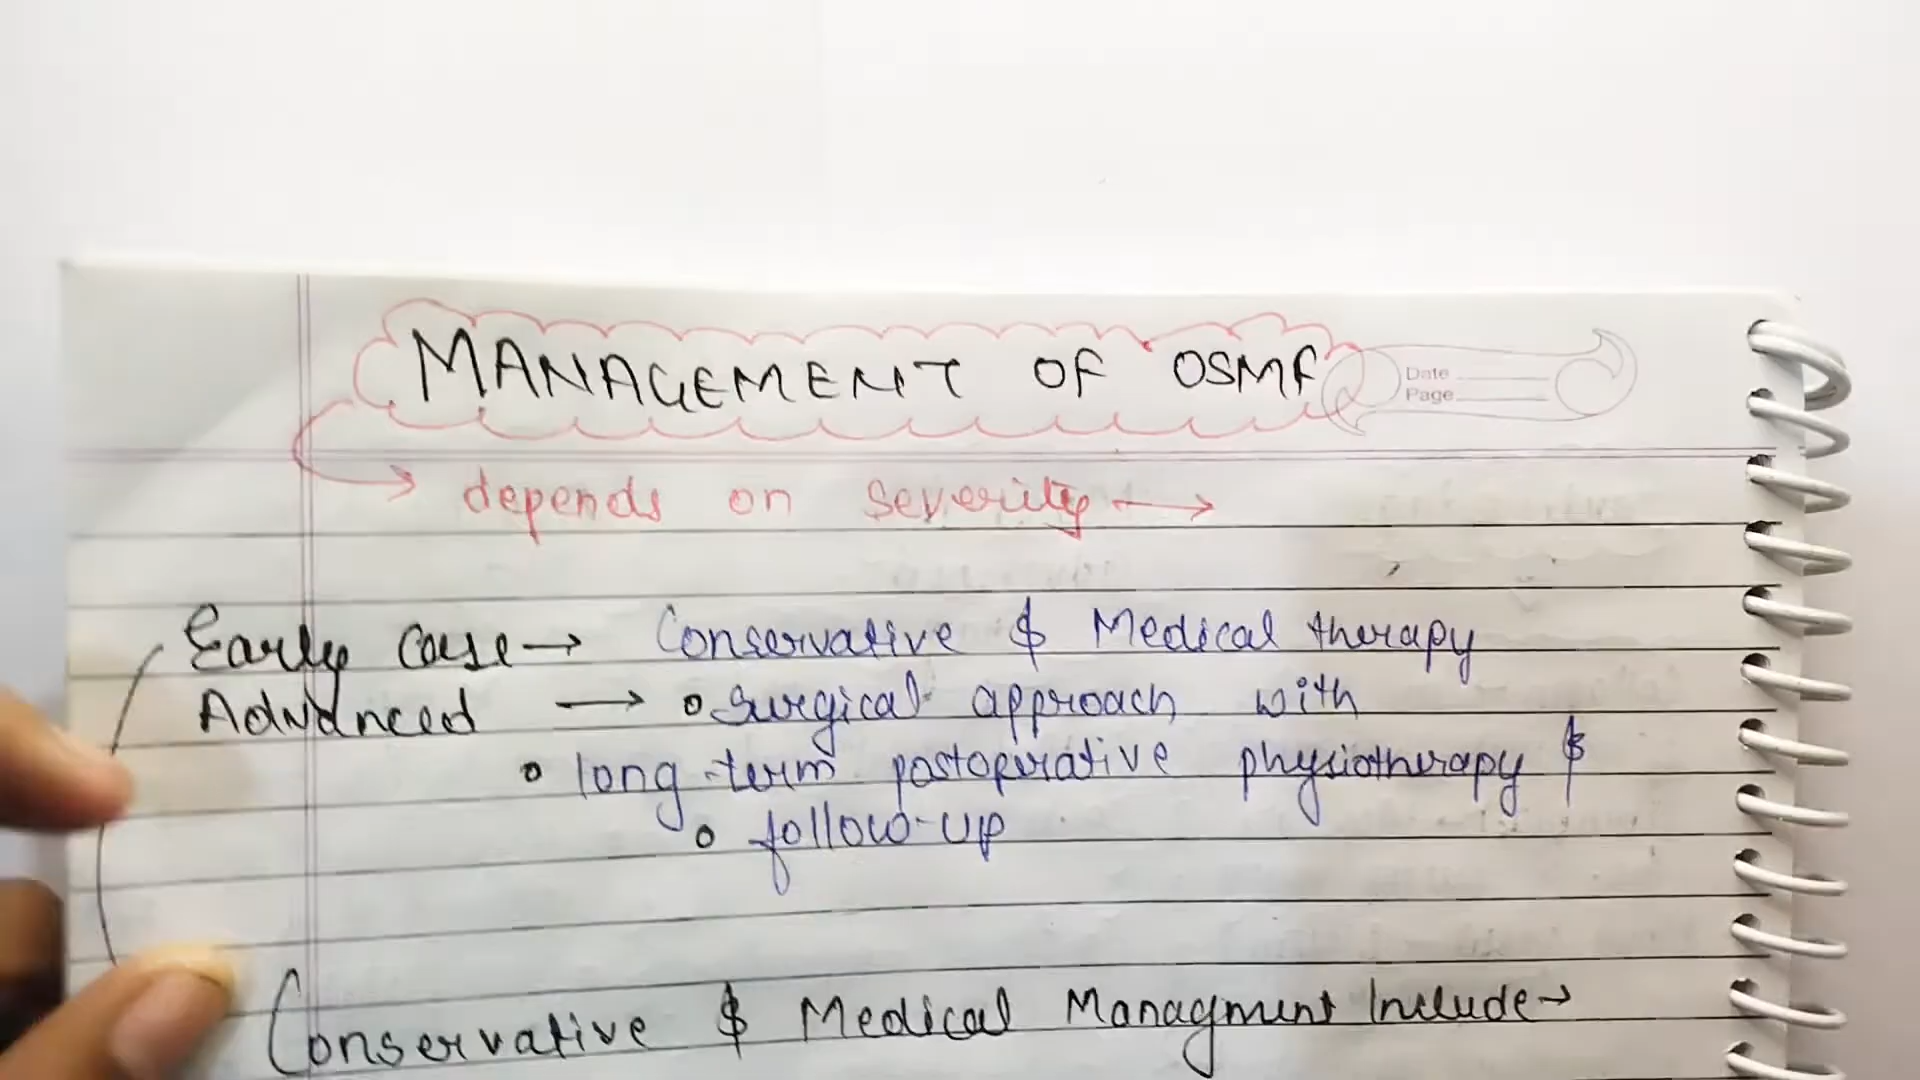 MANAGEMENT OF OSMF
Date
Page
→ depends on severity →
Early case → Conservative & Medical therapy
Advanced → o Surgical approach with
o long-term postoperative physiotherapy &
o follow-up
Conservative & Medical Managment Include →